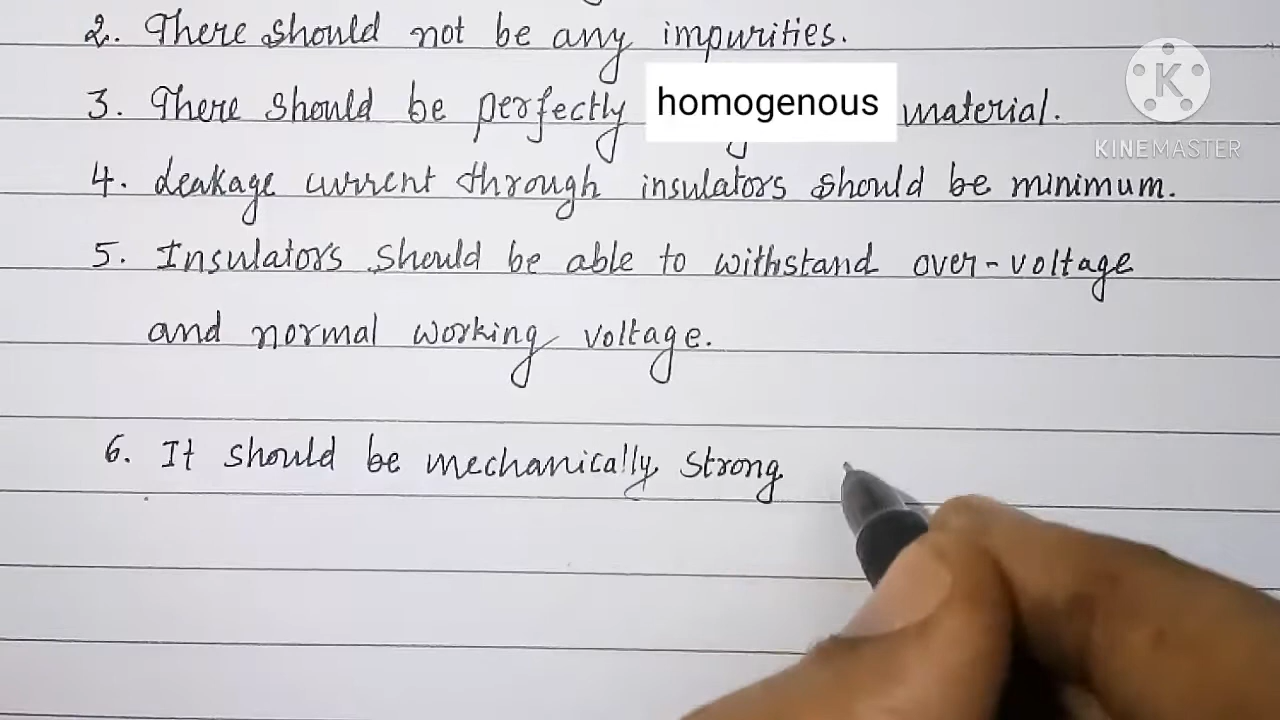 2. There should not be any impurities.
3. There should be perfectly homogenous material.
4. Leakage current through insulators should be minimum.
5. Insulators should be able to withstand over-voltage
and normal working voltage.
6. It should be mechanically strong
K
KINEMASTER